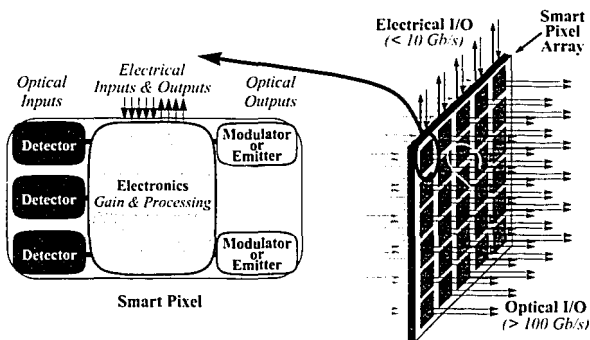 Optical
Inputs
Electrical
Inputs & Outputs
Optical
Outputs
Detector
Detector
Detector
Electronics
Gain & Processing
Modulator
or
Emitter
Modulator
or
Emitter
Smart Pixel
Electrical I/O
(< 10 Gb/s)
Smart
Pixel
Array
Optical I/O
(> 100 Gb/s)